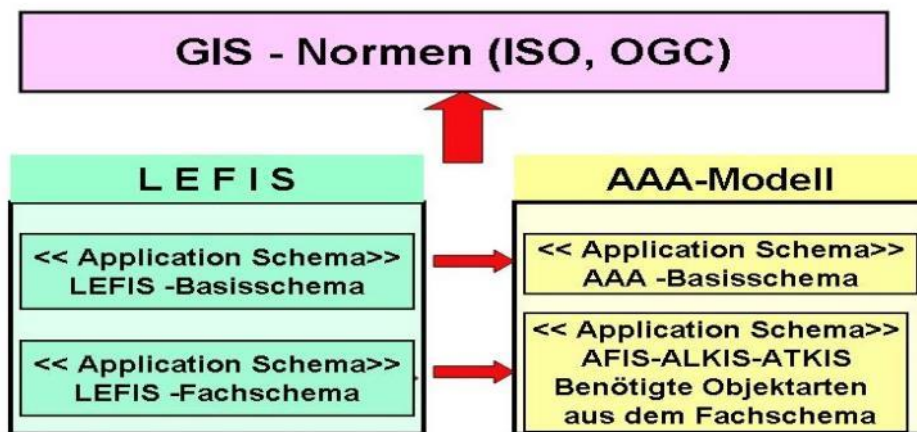 GIS - Normen (ISO, OGC)
L E F I S
<< Application Schema>>
LEFIS -Basisschema
<< Application Schema>>
LEFIS -Fachschema
AAA-Modell
<< Application Schema>>
AAA -Basisschema
<< Application Schema>>
AFIS-ALKIS-ATKIS
Benötigte Objektarten
aus dem Fachschema